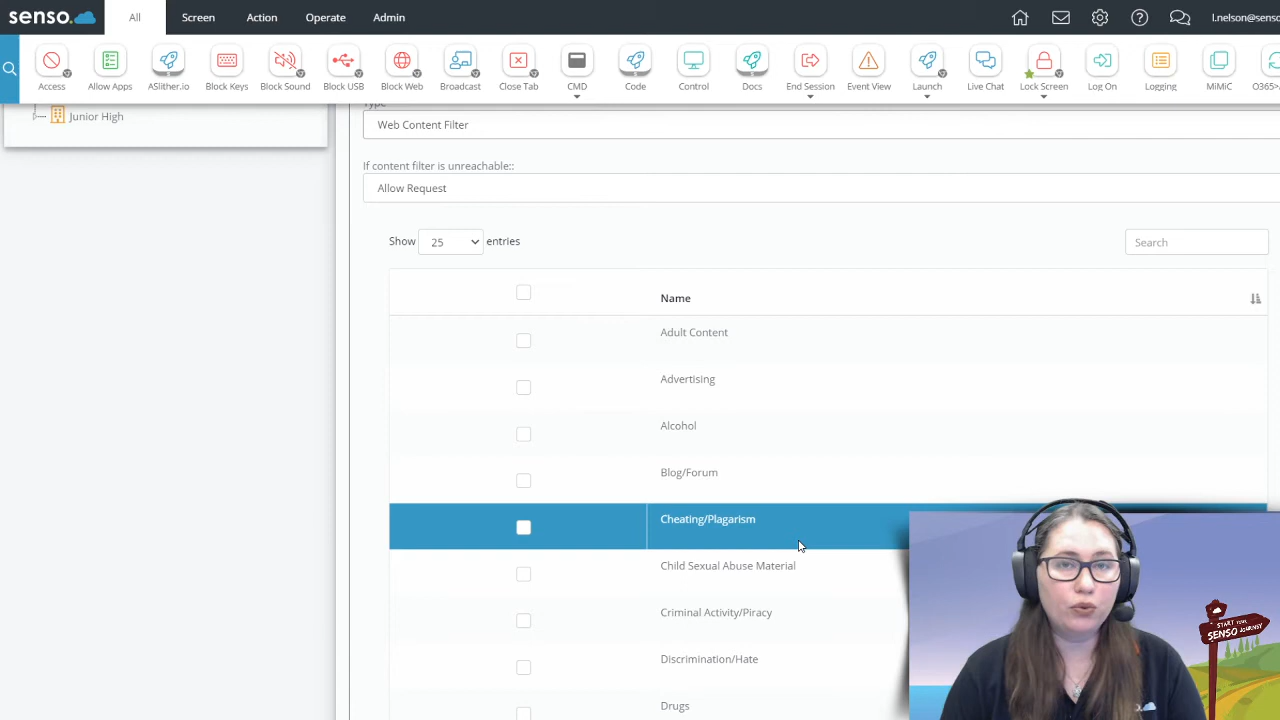 senso.
All
Screen
Action
Operate
Admin
l.nelson@senso
Access
Allow Apps
ASlither.io
Block Keys
Block Sound
Block USB
Block Web
Broadcast
Close Tab
CMD
Code
Control
Docs
End Session
Event View
Launch
Live Chat
Lock Screen
Log On
Logging
MiMiC
O365>
Junior High
Type
Web Content Filter
If content filter is unreachable::
Allow Request
Show 25 entries
Search
Name
Adult Content
Advertising
Alcohol
Blog/Forum
Cheating/Plagarism
Child Sexual Abuse Material
Criminal Activity/Piracy
Discrimination/Hate
Drugs
START YOUR
SENSO JOURNEY